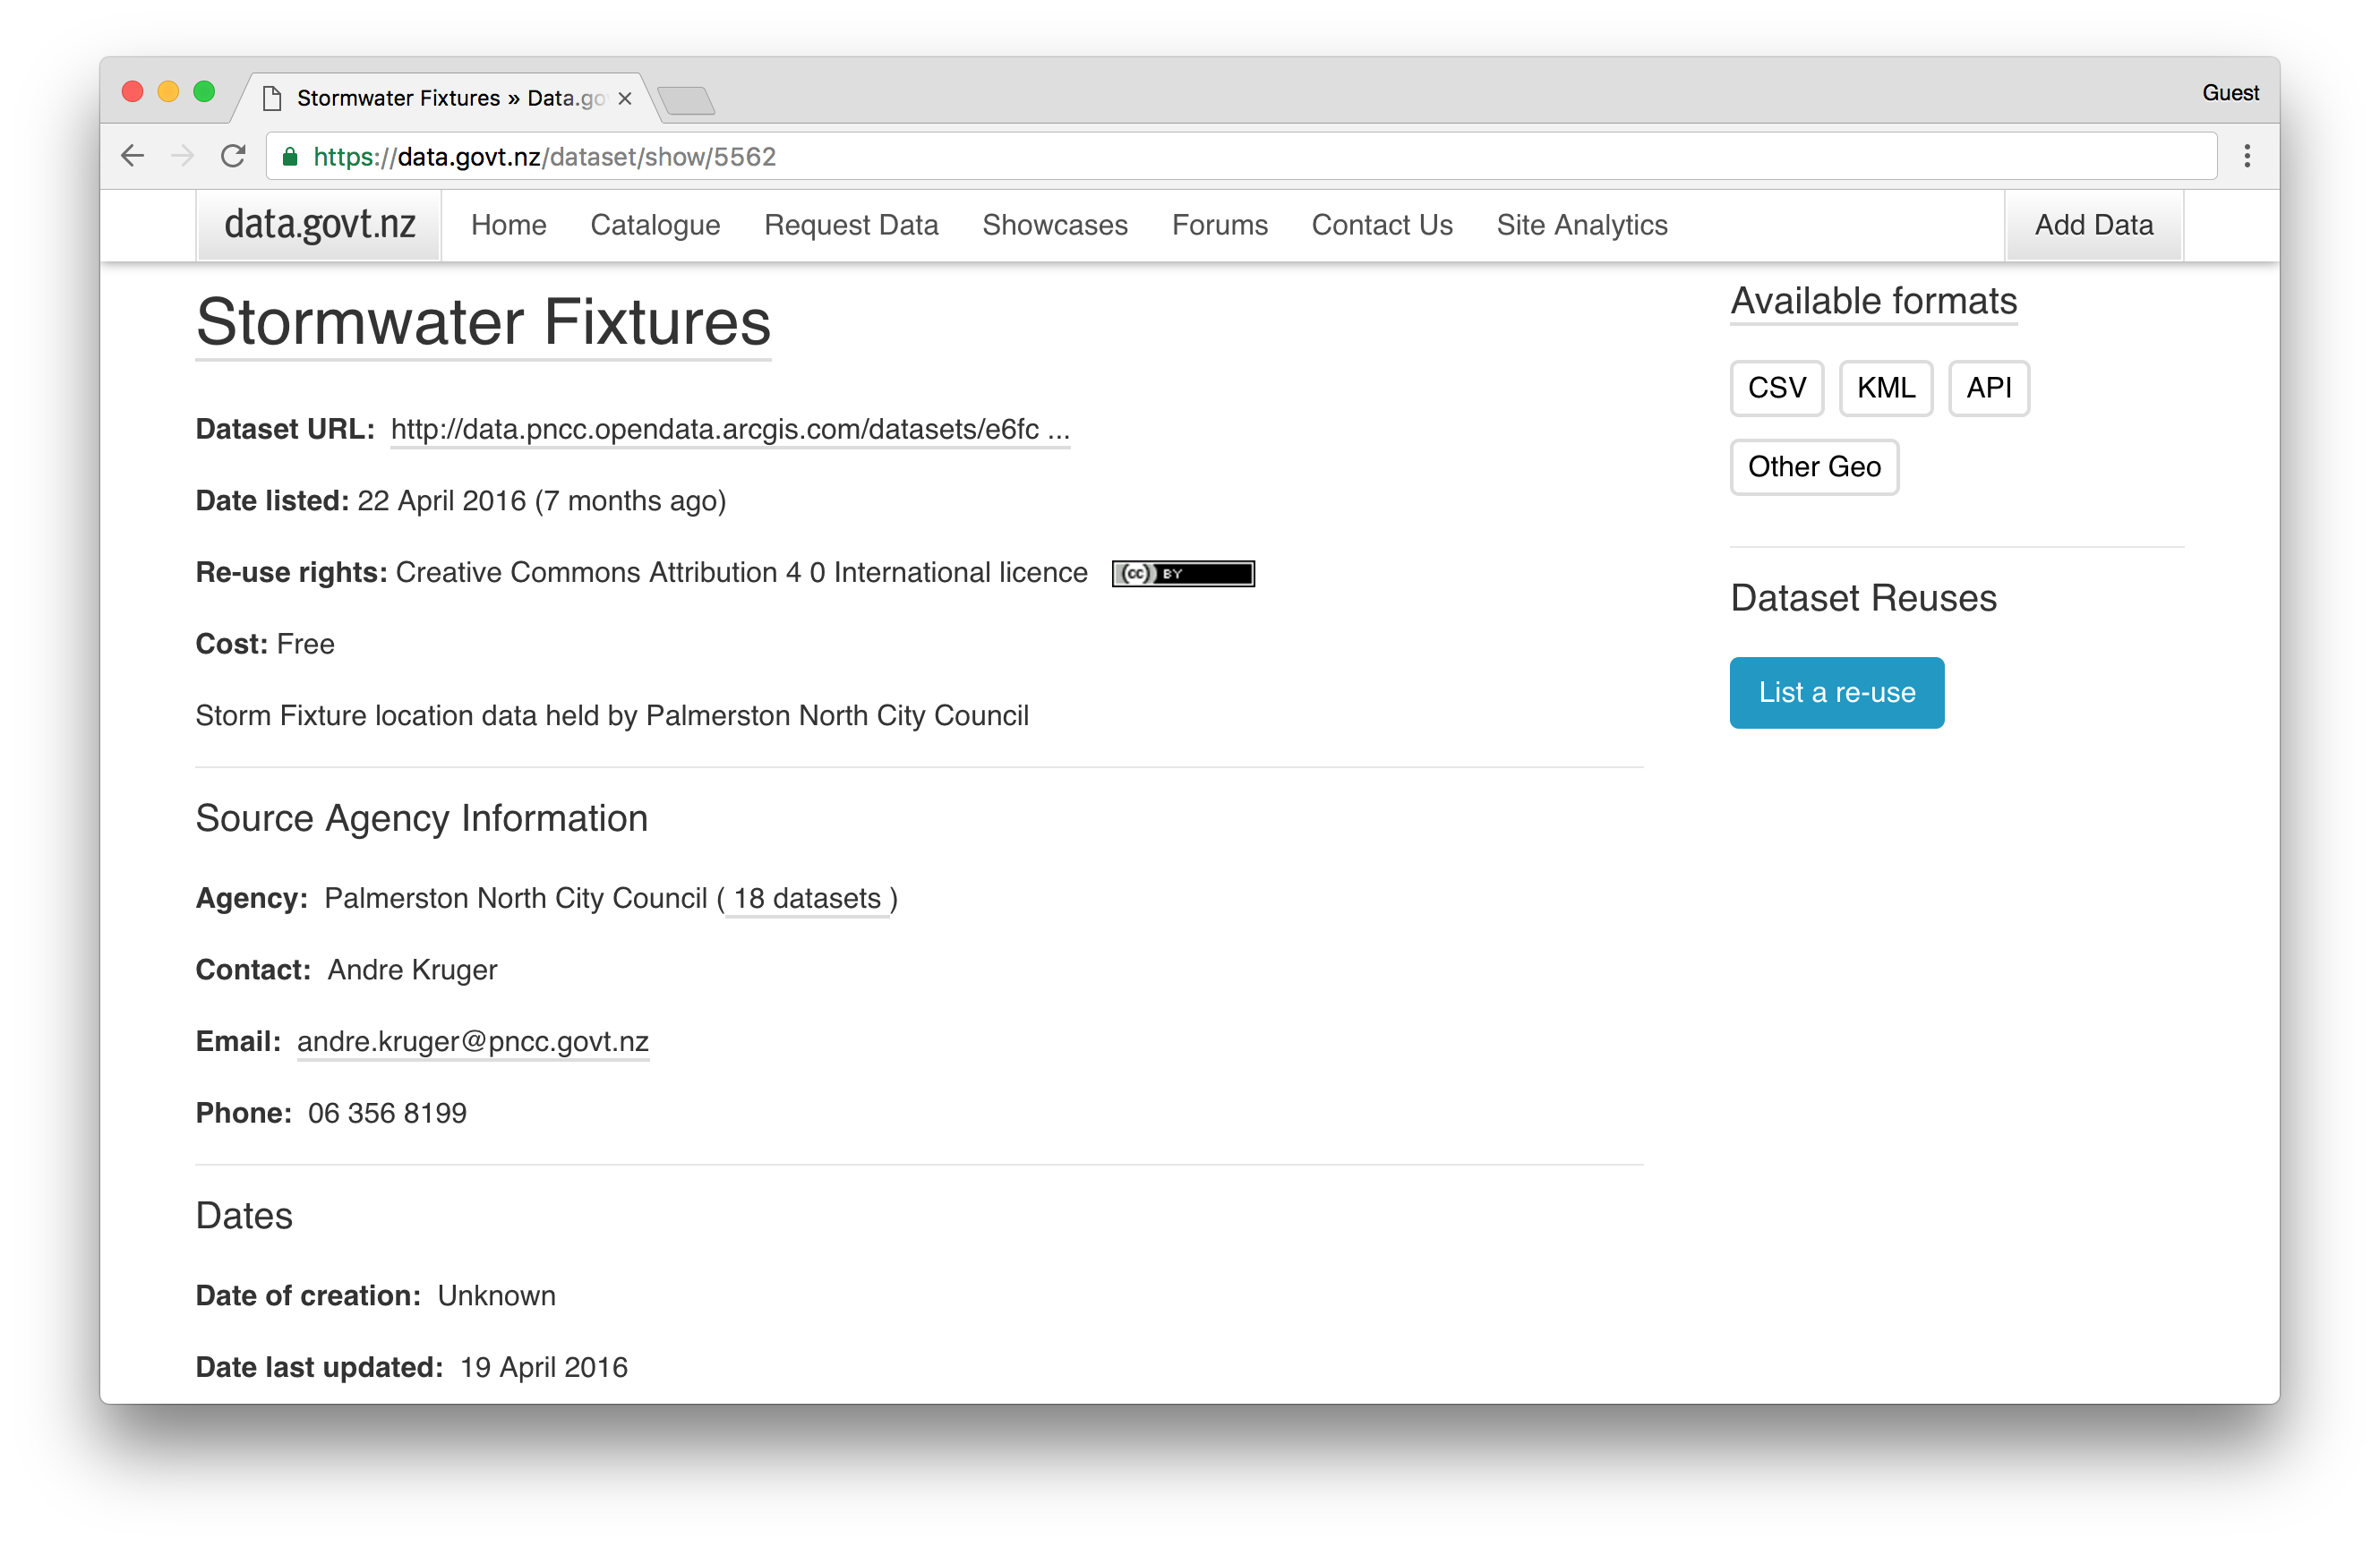 Stormwater Fixtures » Data.go
Guest
https://data.govt.nz/dataset/show/5562
data.govt.nz Home Catalogue Request Data Showcases Forums Contact Us Site Analytics Add Data
Stormwater Fixtures
Dataset URL: http://data.pncc.opendata.arcgis.com/datasets/e6fc ...
Date listed: 22 April 2016 (7 months ago)
Re-use rights: Creative Commons Attribution 4 0 International licence (cc) BY
Cost: Free
Storm Fixture location data held by Palmerston North City Council
Source Agency Information
Agency: Palmerston North City Council ( 18 datasets )
Contact: Andre Kruger
Email: andre.kruger@pncc.govt.nz
Phone: 06 356 8199
Dates
Date of creation: Unknown
Date last updated: 19 April 2016
Available formats
CSV KML API
Other Geo
Dataset Reuses
List a re-use